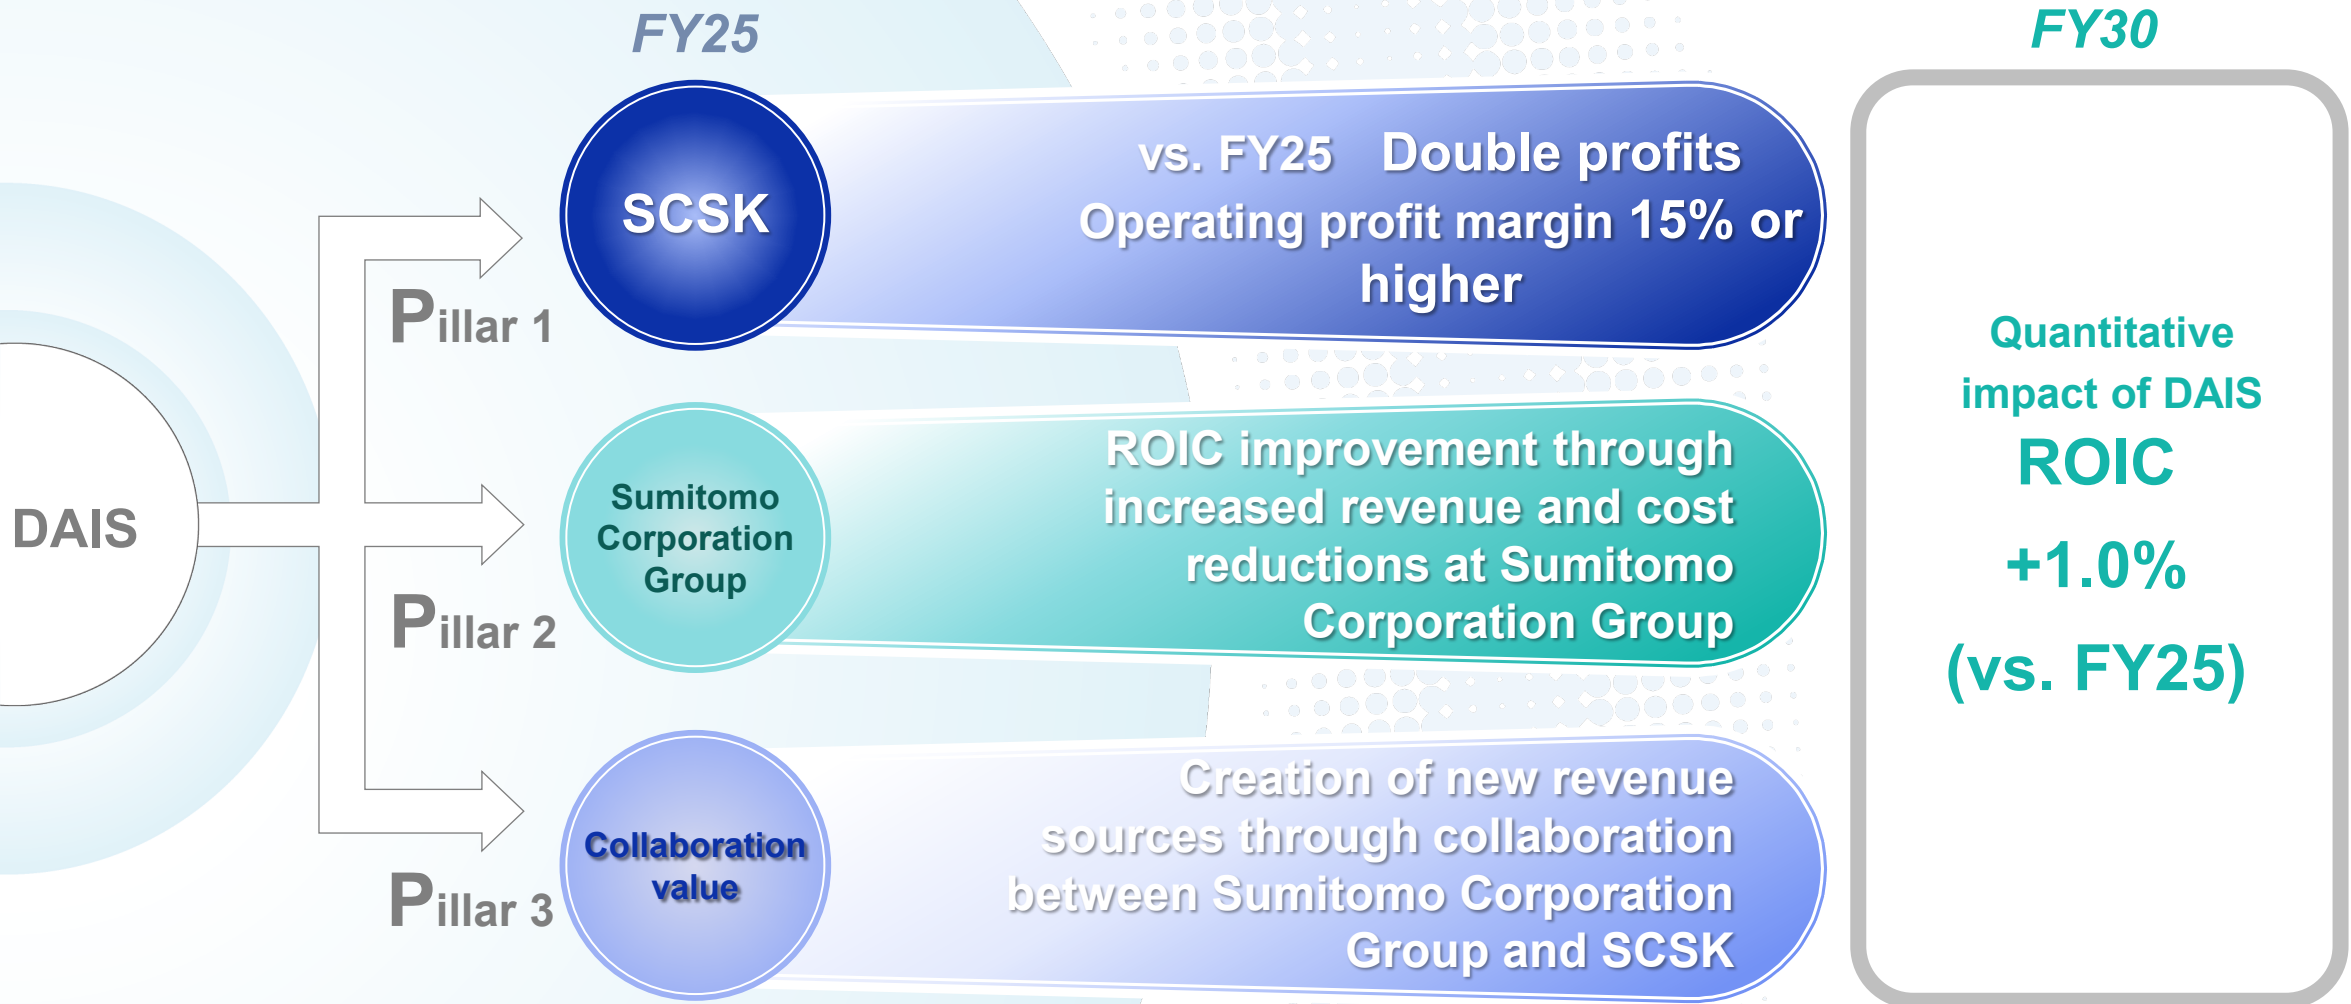 FY25
FY30
DAIS
Pillar 1
SCSK
vs. FY25 Double profits
Operating profit margin 15% or
higher
Pillar 2
Sumitomo
Corporation
Group
ROIC improvement through
increased revenue and cost
reductions at Sumitomo
Corporation Group
Pillar 3
Collaboration
value
Creation of new revenue
sources through collaboration
between Sumitomo Corporation
Group and SCSK
Quantitative
impact of DAIS
ROIC
+1.0%
(vs. FY25)